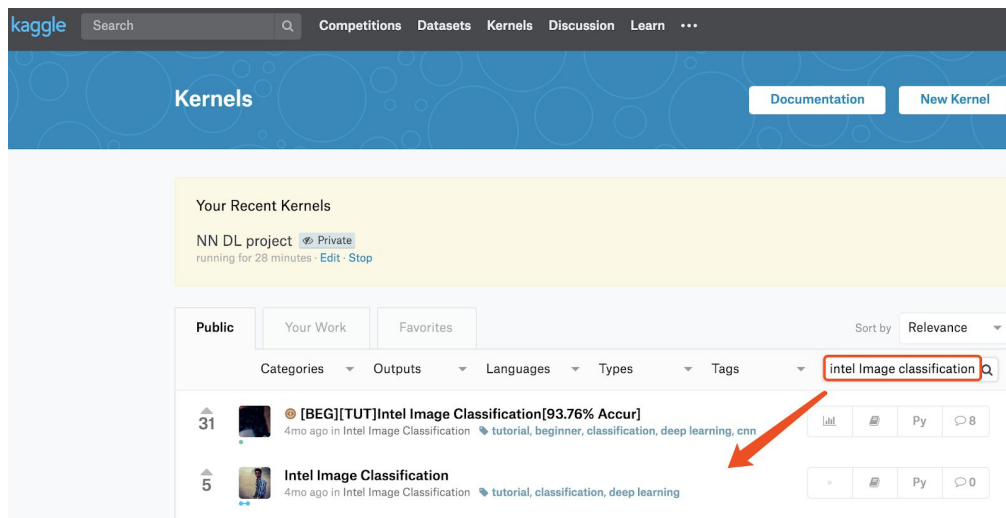 kaggle Search Competitions Datasets Kernels Discussion Learn •••
Kernels
Documentation New Kernel
Your Recent Kernels
NN DL project Private
running for 28 minutes · Edit · Stop
Public Your Work Favorites Sort by Relevance
Categories Outputs Languages Types Tags intel Image classification
31 [BEG][TUT]Intel Image Classification[93.76% Accur]
4mo ago in Intel Image Classification tutorial, beginner, classification, deep learning, cnn
Py 8
5 Intel Image Classification
4mo ago in Intel Image Classification tutorial, classification, deep learning
Py 0